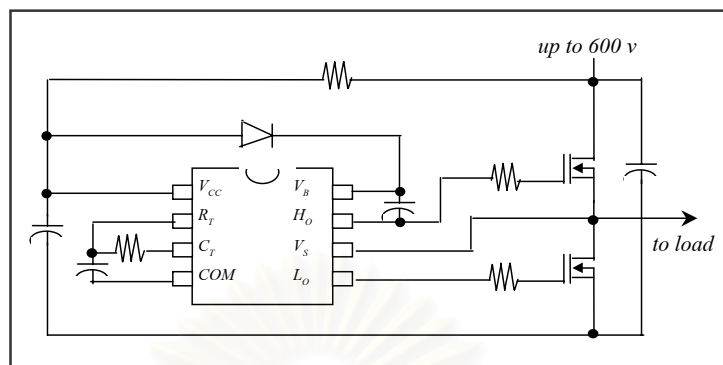 up to 600 v
V_CC V_B
R_T H_O
C_T V_S
to load
COM L_O